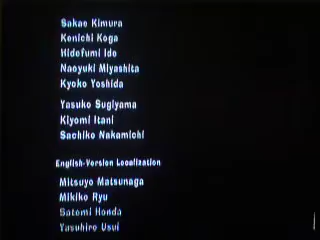 Sakae Kimura
Kenichi Koga
Hidefumi Ido
Naoyuki Miyashita
Kyoko Yoshida
Yasuko Sugiyama
Kiyomi Itani
Sachiko Nakamichi
English-Version Localization
Mitsuyo Matsunaga
Mikiko Ryu
Satomi Honda
Yasuhiro Usui